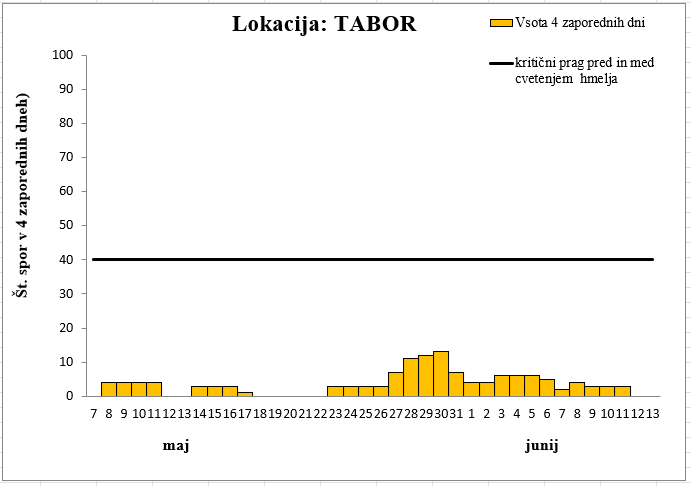 Lokacija: TABOR
Vsota 4 zaporednih dni
kritični prag pred in med
cvetenjem hmelja
Št. spor v 4 zaporednih dneh)
100
90
80
70
60
50
40
30
20
10
0
7 8 9 10 11 12 13 14 15 16 17 18 19 20 21 22 23 24 25 26 27 28 29 30 31 1 2 3 4 5 6 7 8 9 10 11 12 13
maj junij